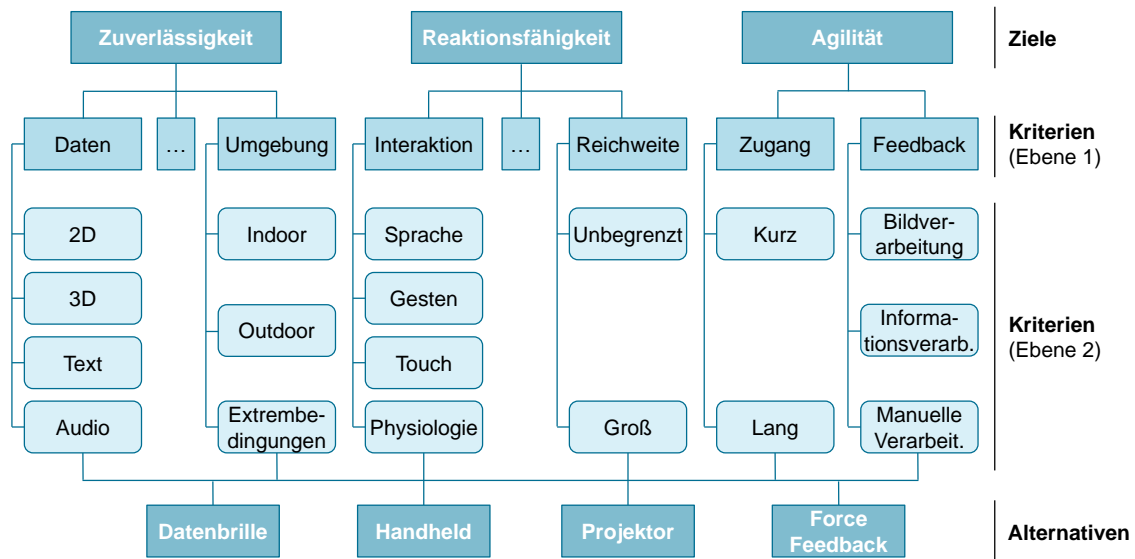 Zuverlässigkeit
Reaktionsfähigkeit
Agilität
Ziele
Daten
...
Umgebung
Interaktion
...
Reichweite
Zugang
Feedback
Kriterien
(Ebene 1)
2D
Indoor
Sprache
Unbegrenzt
Kurz
Bildver-
arbeitung
3D
Gesten
Outdoor
Informa-
tionsverarb.
Kriterien
(Ebene 2)
Text
Touch
Audio
Extrembe-
dingungen
Physiologie
Groß
Lang
Manuelle
Verarbeit.
Datenbrille
Handheld
Projektor
Force
Feedback
Alternativen